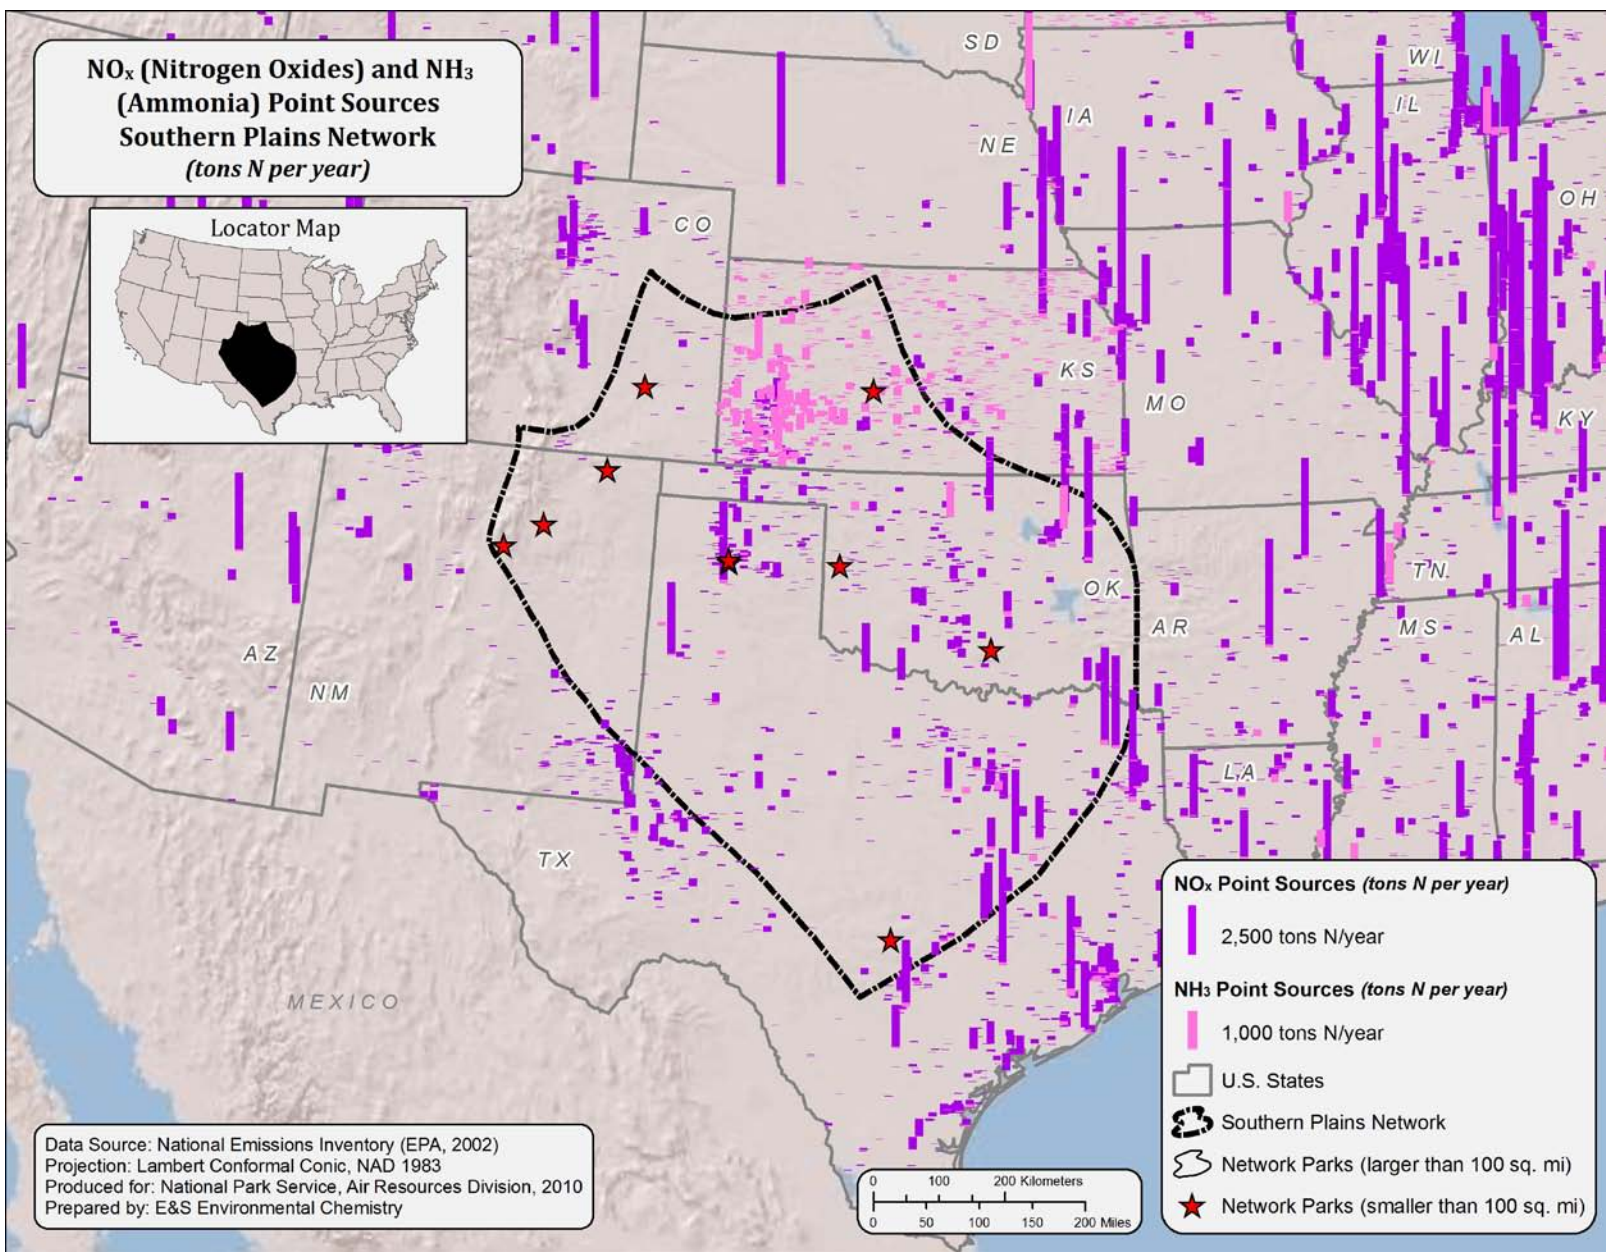 NOx (Nitrogen Oxides) and NH3
(Ammonia) Point Sources
Southern Plains Network
(tons N per year)
Locator Map
SD
WI
IA
IL
NE
OH
CO
KS
MO
KY
OK
TN
AZ
AR
MS
AL
NM
LA
TX
MEXICO
NOx Point Sources (tons N per year)
2,500 tons N/year
NH3 Point Sources (tons N per year)
1,000 tons N/year
U.S. States
Southern Plains Network
Network Parks (larger than 100 sq. mi)
Network Parks (smaller than 100 sq. mi)
Data Source: National Emissions Inventory (EPA, 2002)
Projection: Lambert Conformal Conic, NAD 1983
Produced for: National Park Service, Air Resources Division, 2010
Prepared by: E&S Environmental Chemistry
0 100 200 Kilometers
0 50 100 150 200 Miles